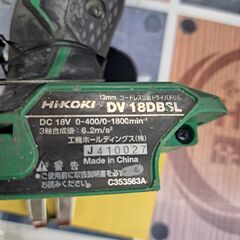 13mm コードレス振動ドライバドリル
HiKOKI DV 18DBSL
DC 18V 0-400/0-1800min⁻¹
3軸合成値: 6.2m/s²
工機ホールディングス(株)
J410027
Made in China
警告
ご使用前に取扱説明書を
お読みください。
C353563A